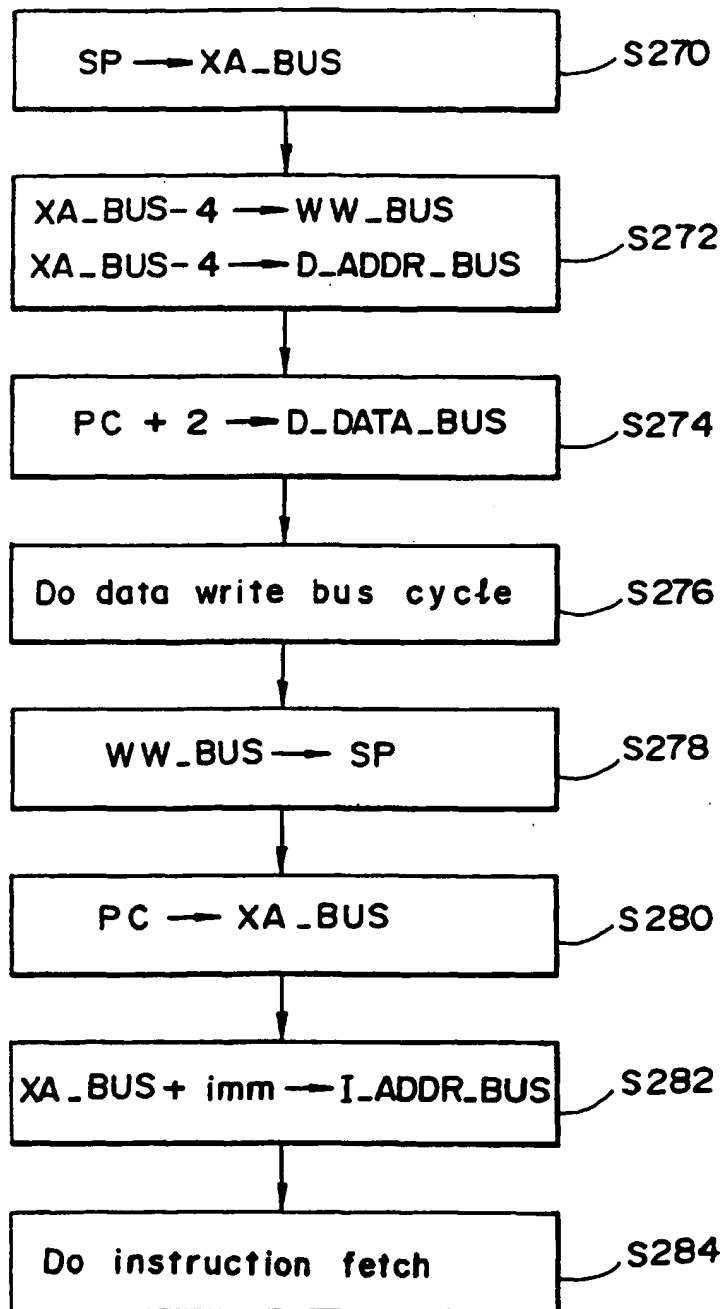 SP → XA_BUS
S270
XA_BUS-4 → WW_BUS
XA_BUS-4 → D_ADDR_BUS
S272
PC + 2 → D_DATA_BUS
S274
Do data write bus cycle
S276
WW_BUS → SP
S278
PC → XA_BUS
S280
XA_BUS + imm → I_ADDR_BUS
S282
Do instruction fetch
S284